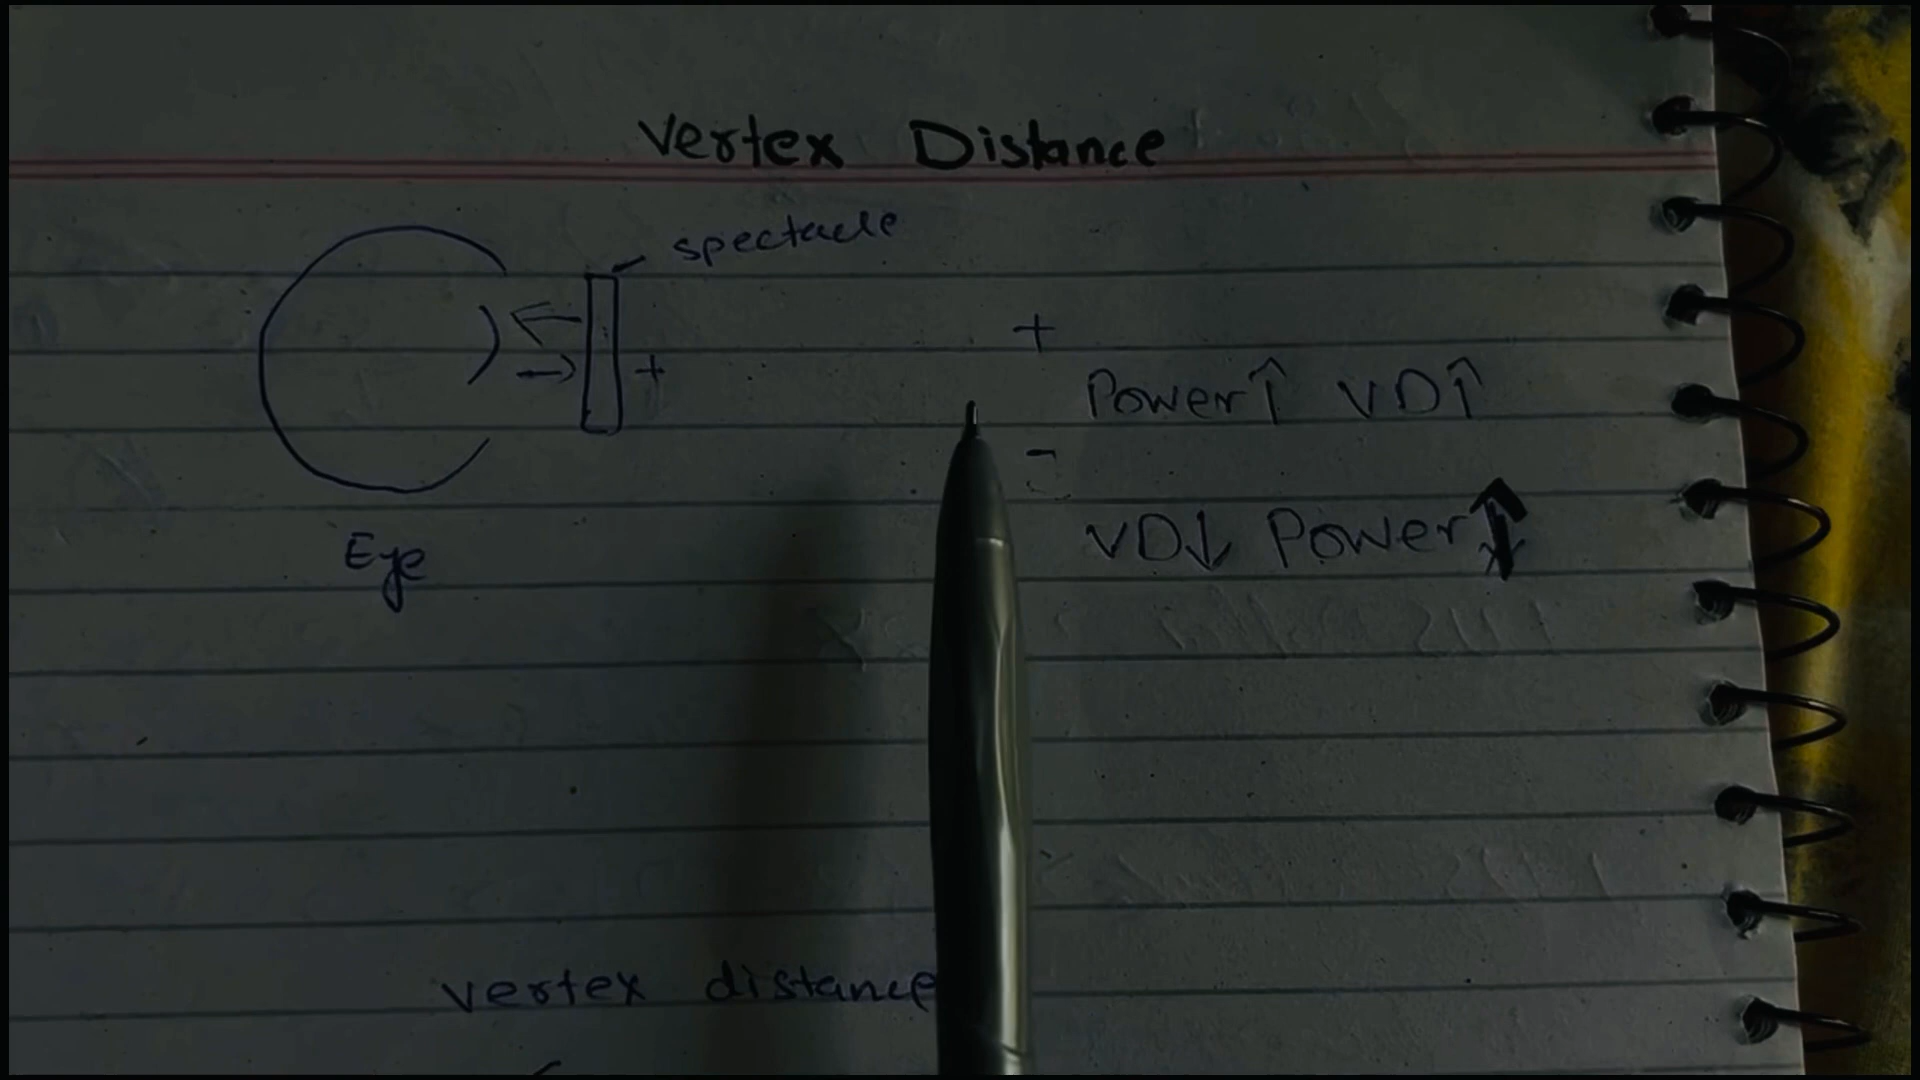 Vertex Distance
spectacle
+
+
Power↑ VD↑
-
VD↓ Power↑
Eye
vertex distance